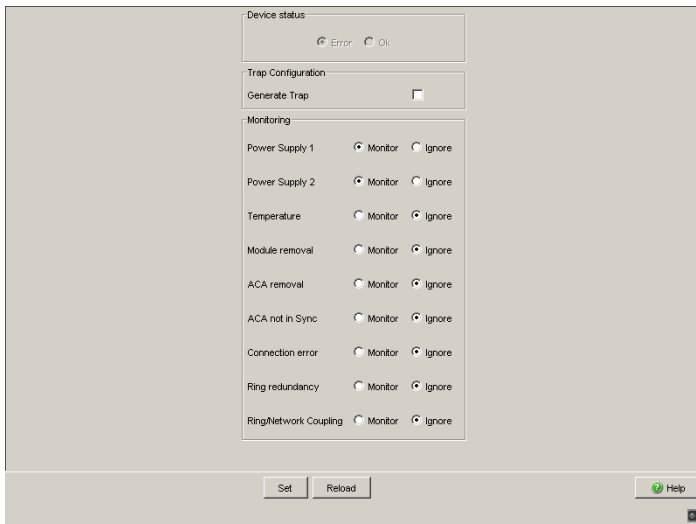 Device status
Error Ok
Trap Configuration
Generate Trap
Monitoring
Power Supply 1 Monitor Ignore
Power Supply 2 Monitor Ignore
Temperature Monitor Ignore
Module removal Monitor Ignore
ACA removal Monitor Ignore
ACA not in Sync Monitor Ignore
Connection error Monitor Ignore
Ring redundancy Monitor Ignore
Ring/Network Coupling Monitor Ignore
Set Reload Help